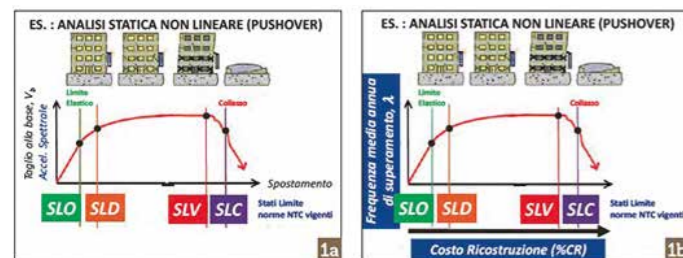 ES. : ANALISI STATICA NON LINEARE (PUSHOVER)
Limite
Elastico
Collasso
Taglio alla base, Vb
Accel. Spettrale
Spostamento
SLO
SLD
SLV
SLC
Stati Limite
norme NTC vigenti
1a
ES. : ANALISI STATICA NON LINEARE (PUSHOVER)
Limite
Elastico
Collasso
Frequenza media annua
di superamento, λ
SLO
SLD
SLV
SLC
Stati Limite
norme NTC vigenti
Costo Ricostruzione (%CR)
1b